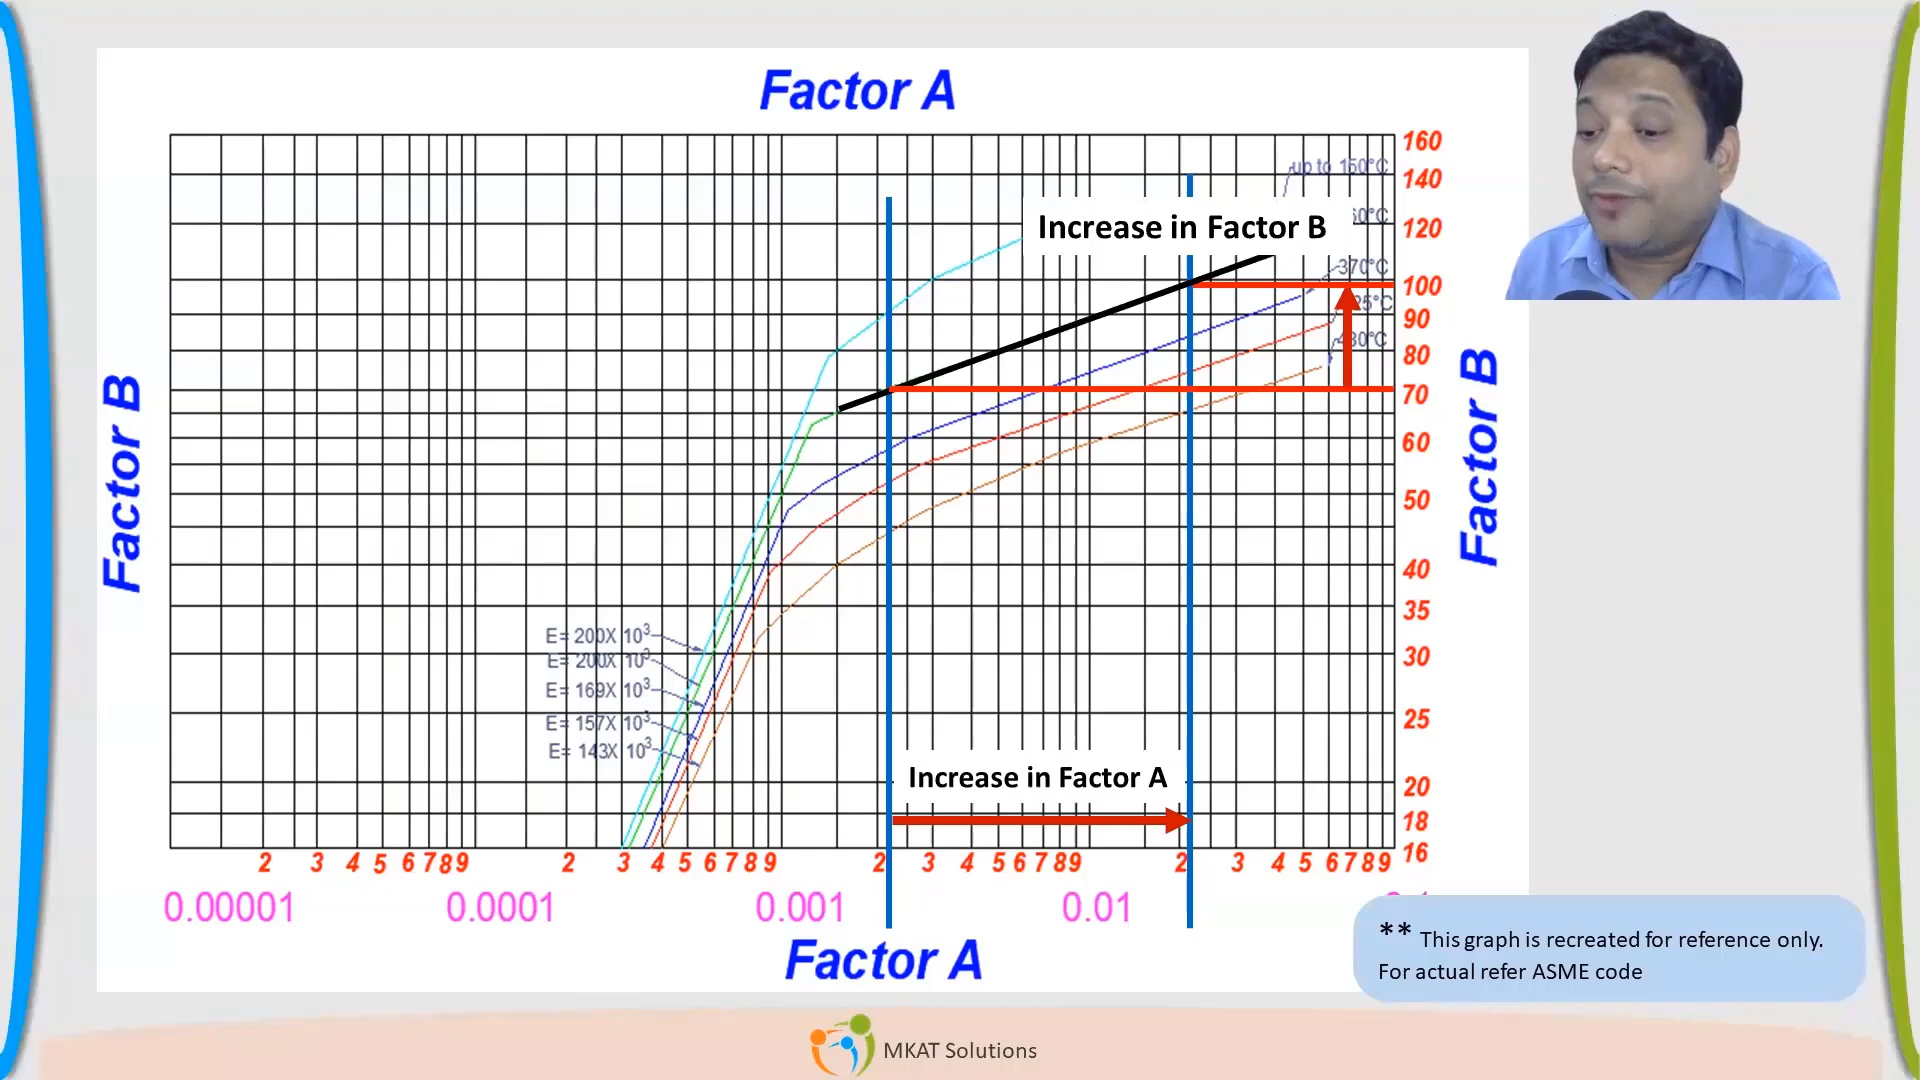 Factor A
160
up to 150°C
140
0°C
Increase in Factor B
120
370°C
100
25°C
90
430°C
80
70
Factor B
Factor B
60
50
40
35
E= 200X 10³
30
E= 200X 10³
E= 169X 10³
25
E= 157X 10³
E= 143X 10³
Increase in Factor A
20
18
16
2 3 4 5 6 7 8 9 2 3 4 5 6 7 8 9 2 3 4 5 6 7 8 9 2 3 4 5 6 7 8 9
0.00001 0.0001 0.001 0.01
Factor A
** This graph is recreated for reference only.
For actual refer ASME code
MKAT Solutions